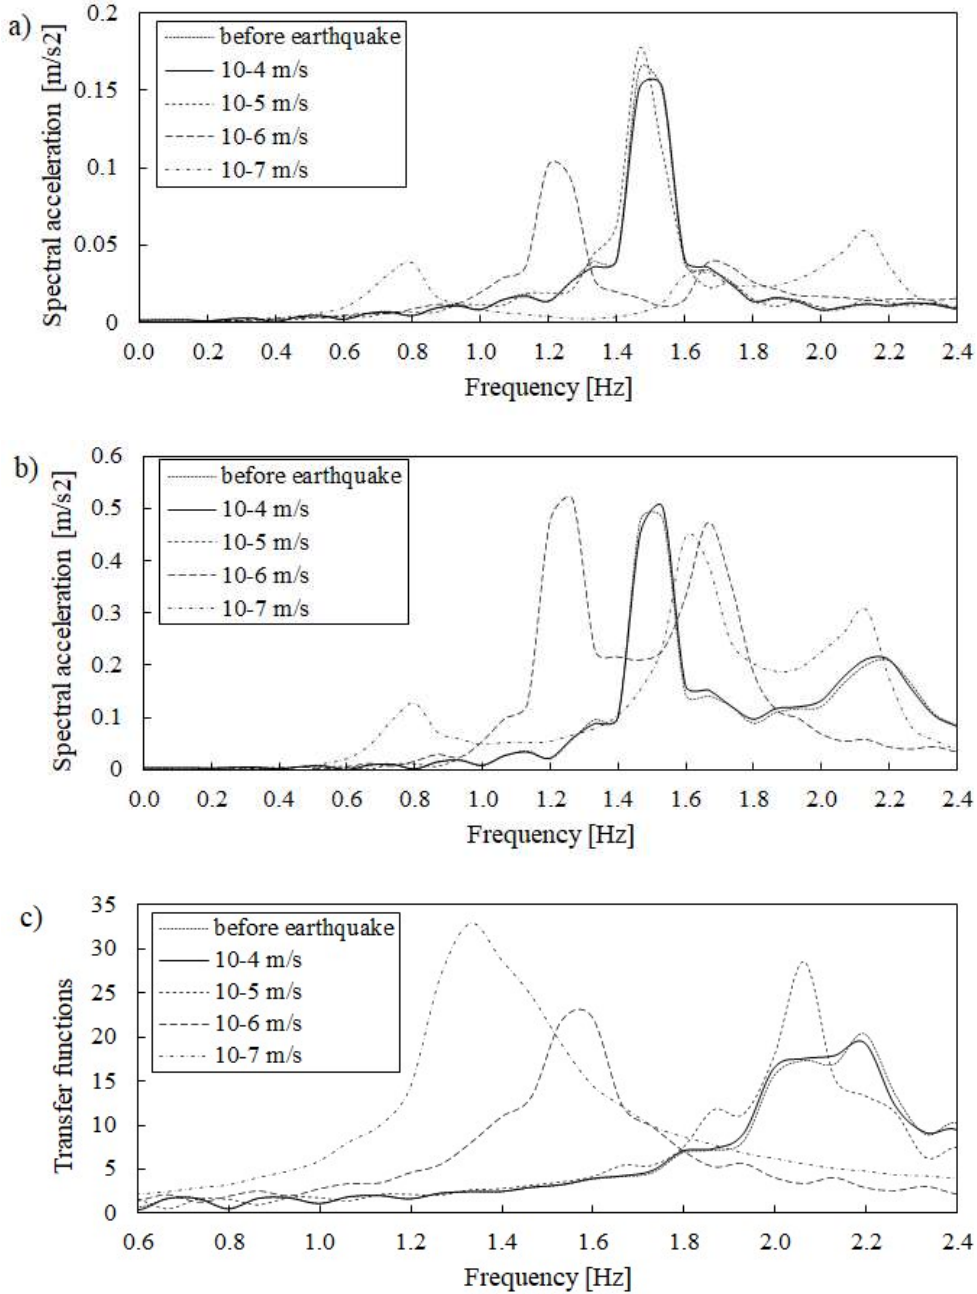 a)
Spectral acceleration [m/s2]
0.2
0.15
0.1
0.05
0
before earthquake
10-4 m/s
10-5 m/s
10-6 m/s
10-7 m/s
0.0 0.2 0.4 0.6 0.8 1.0 1.2 1.4 1.6 1.8 2.0 2.2 2.4
Frequency [Hz]
b)
Spectral acceleration [m/s2]
0.6
0.5
0.4
0.3
0.2
0.1
0
before earthquake
10-4 m/s
10-5 m/s
10-6 m/s
10-7 m/s
0.0 0.2 0.4 0.6 0.8 1.0 1.2 1.4 1.6 1.8 2.0 2.2 2.4
Frequency [Hz]
c)
Transfer functions
35
30
25
20
15
10
5
0
before earthquake
10-4 m/s
10-5 m/s
10-6 m/s
10-7 m/s
0.6 0.8 1.0 1.2 1.4 1.6 1.8 2.0 2.2 2.4
Frequency [Hz]